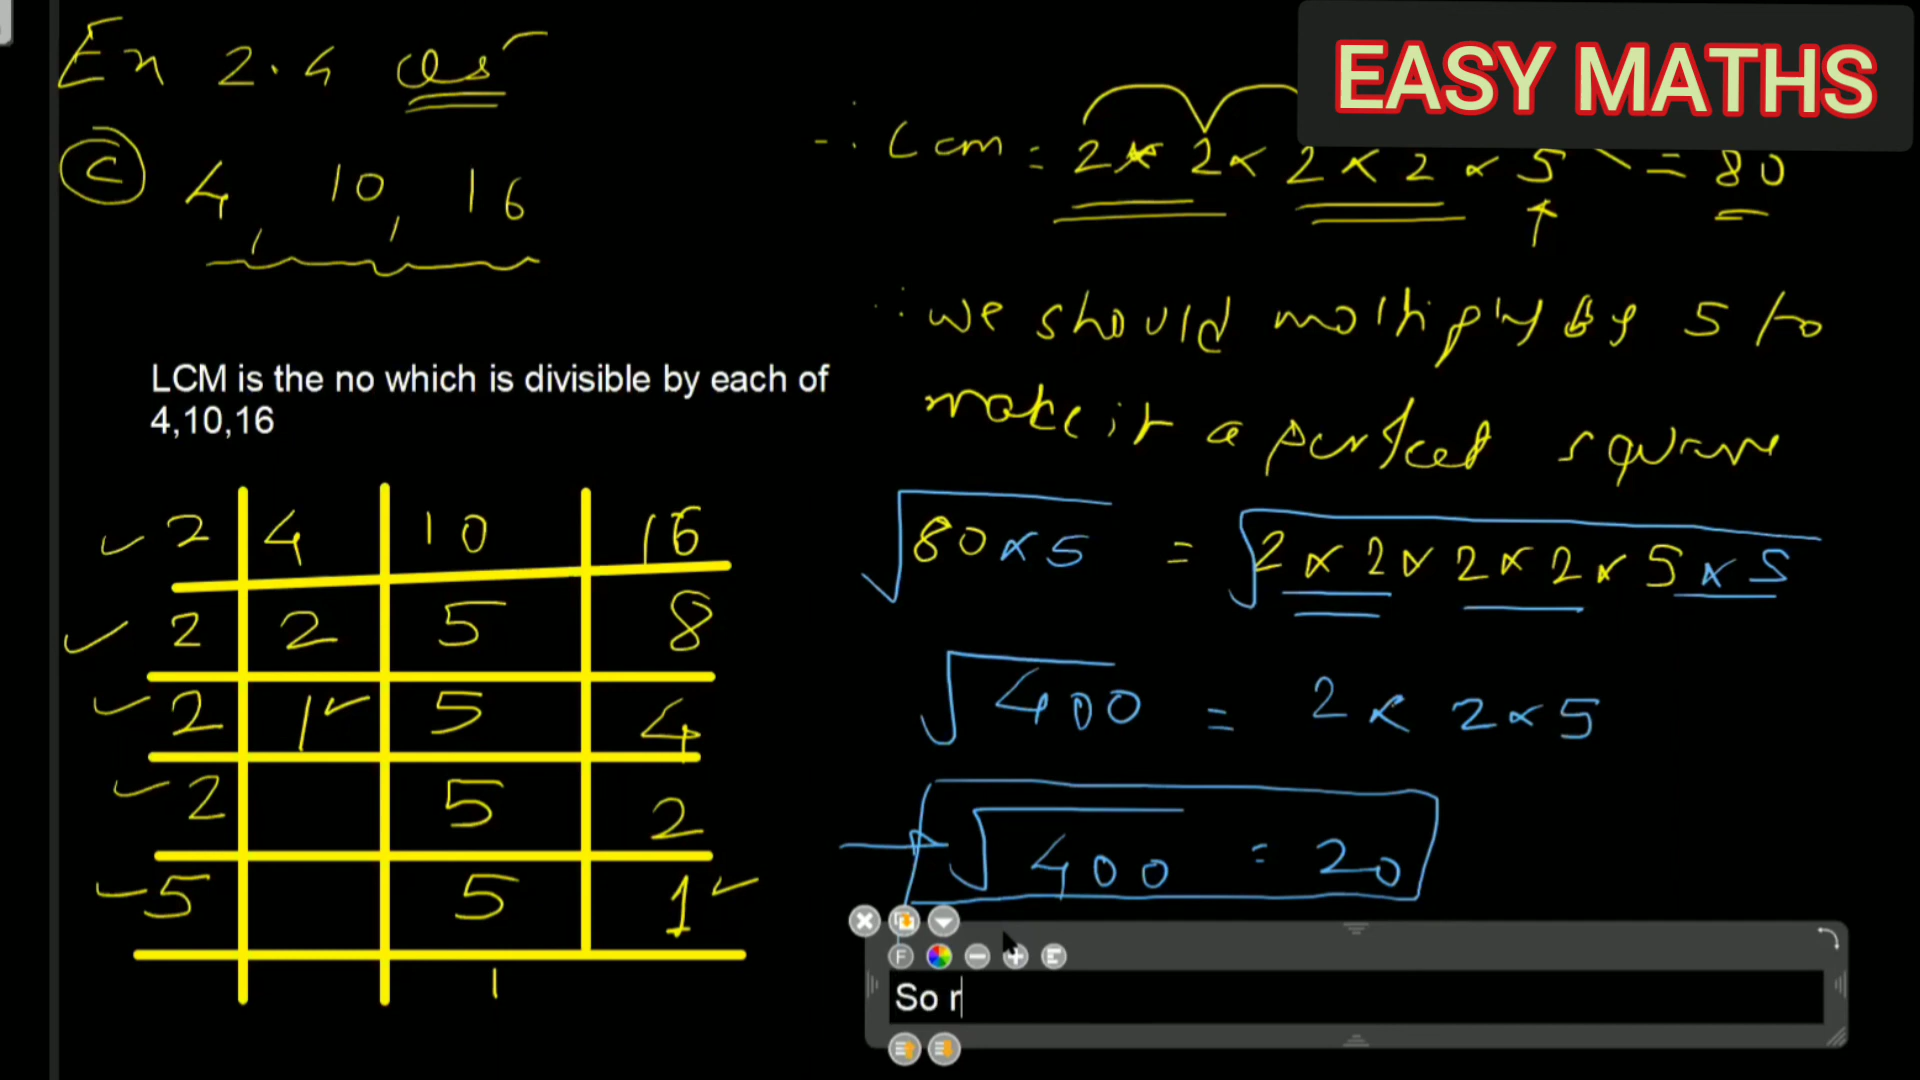 Ex 2.4 Q5
C 4, 10, 16
LCM is the no which is divisible by each of
4,10,16
2 4 10 16
2 2 5 8
2 1 5 4
2 5 2
5 5 1
1
EASY MATHS
∴ Lcm = 2 × 2 × 2 × 2 × 5 = 80
∴ we should multiply by 5 to
make it a perfect square
√80×5 = √2×2×2×2×5×5
√400 = 2×2×5
√400 = 20
F
So r